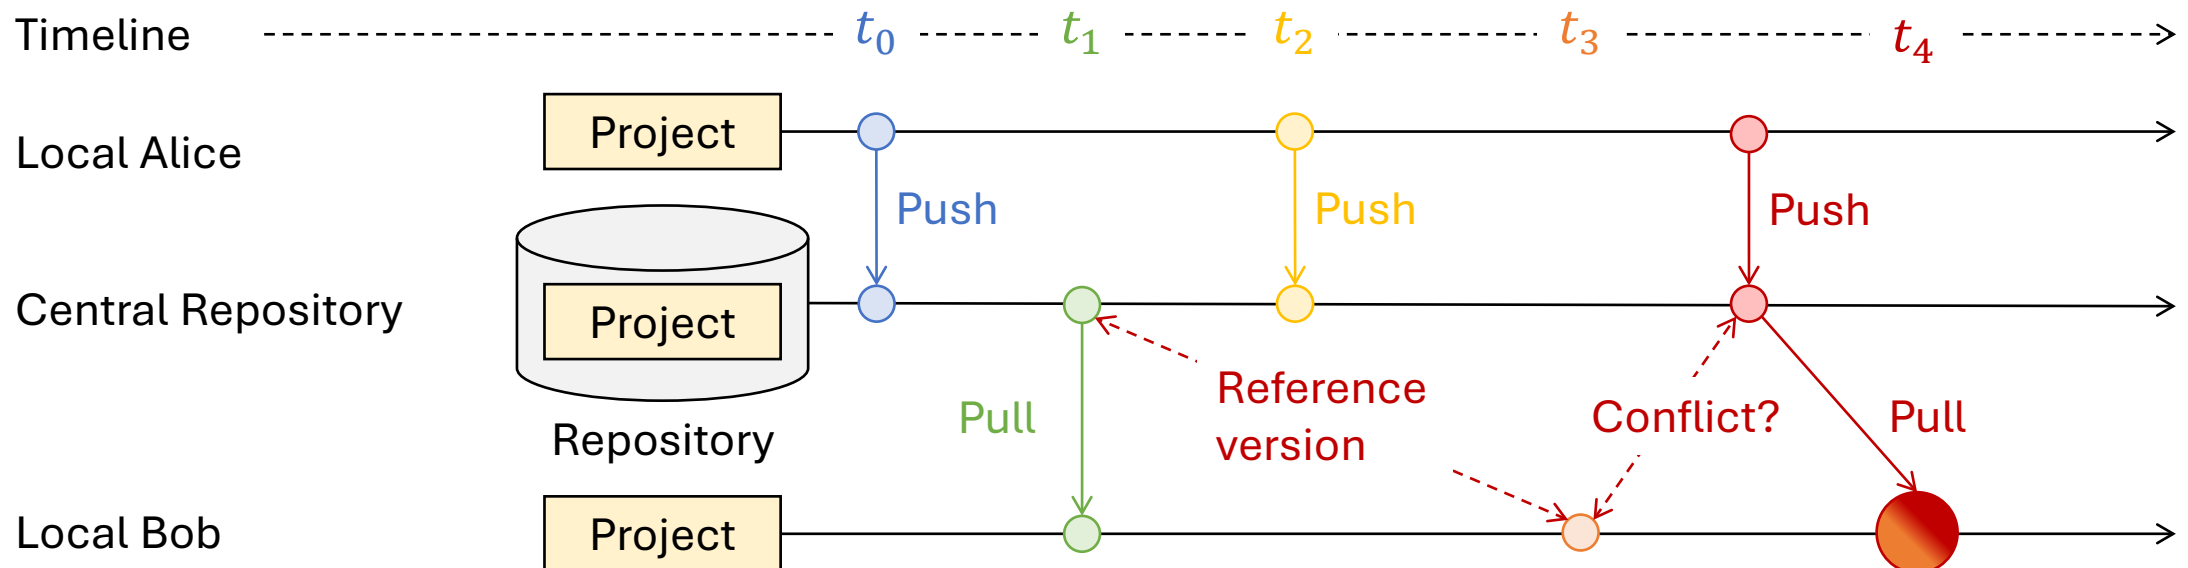 Timeline
t₀
t₁
t₂
t₃
t₄
Local Alice
Project
Push
Push
Push
Central Repository
Project
Repository
Pull
Reference
version
Conflict?
Pull
Local Bob
Project